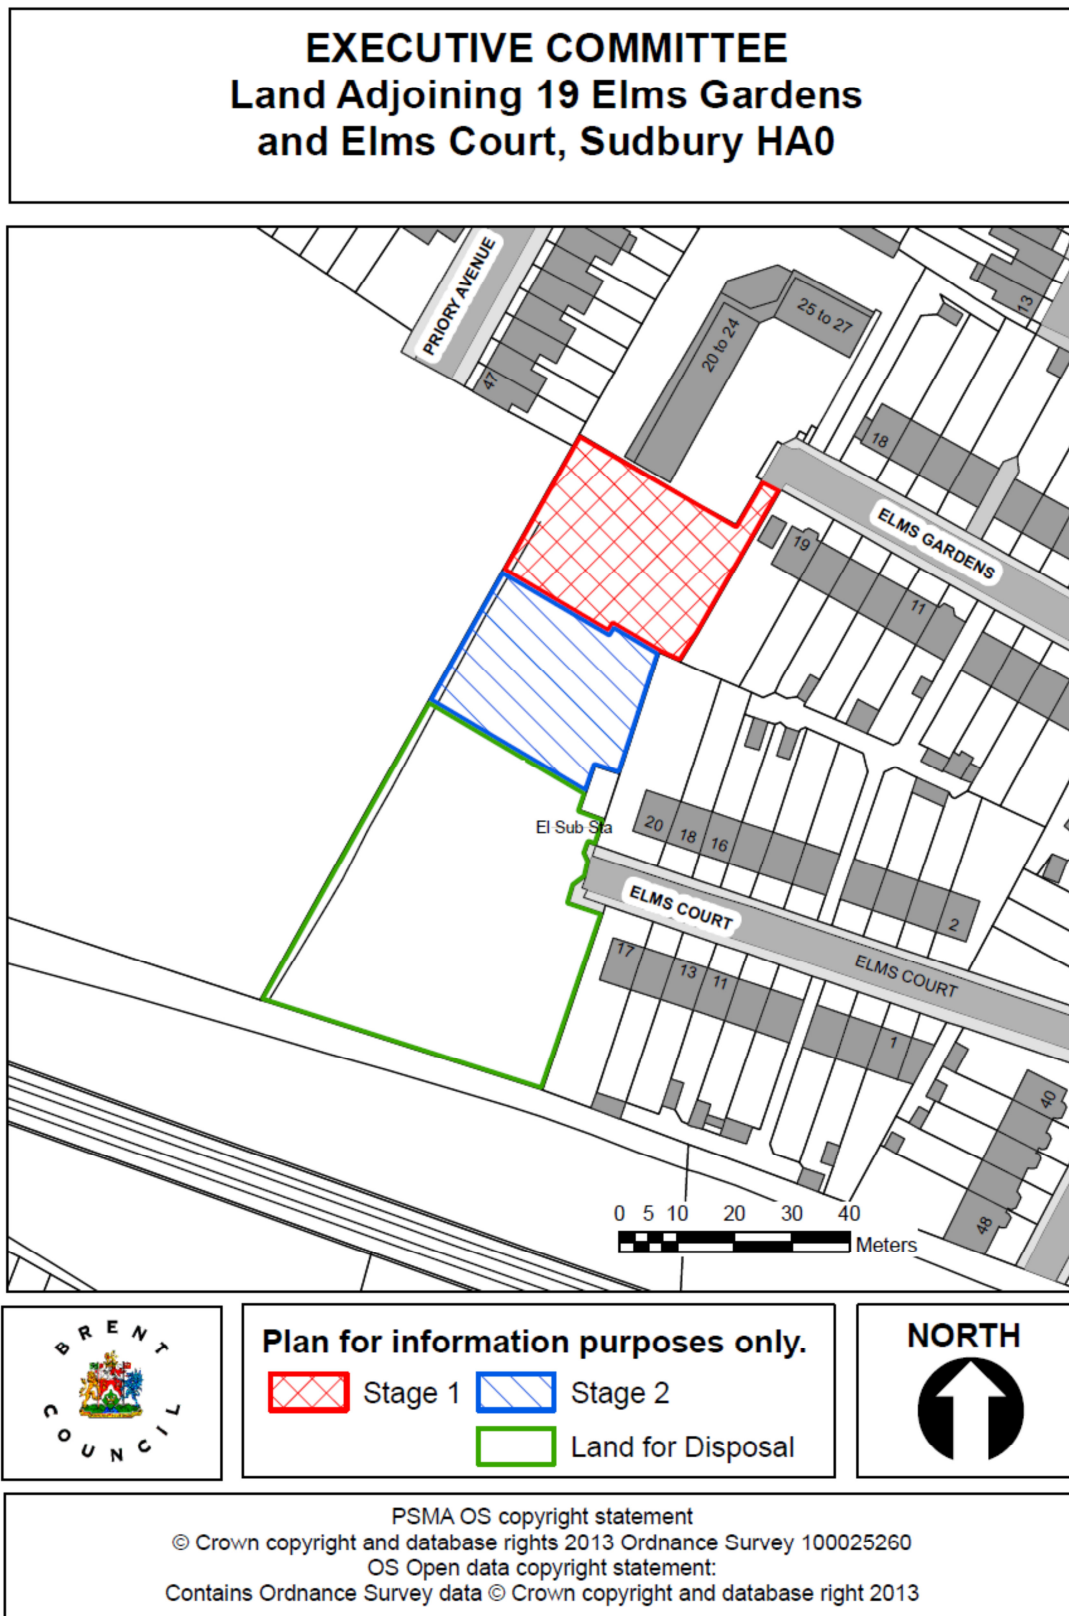 EXECUTIVE COMMITTEE
Land Adjoining 19 Elms Gardens
and Elms Court, Sudbury HA0
PRIORY AVENUE
47
20 to 24
25 to 27
13
18
ELMS GARDENS
19
11
El Sub Sta
20
18
16
2
ELMS COURT
ELMS COURT
17
13
11
1
40
48
0 5 10 20 30 40
Meters
BRENT
COUNCIL
Plan for information purposes only.
Stage 1
Stage 2
Land for Disposal
NORTH
PSMA OS copyright statement
© Crown copyright and database rights 2013 Ordnance Survey 100025260
OS Open data copyright statement:
Contains Ordnance Survey data © Crown copyright and database right 2013